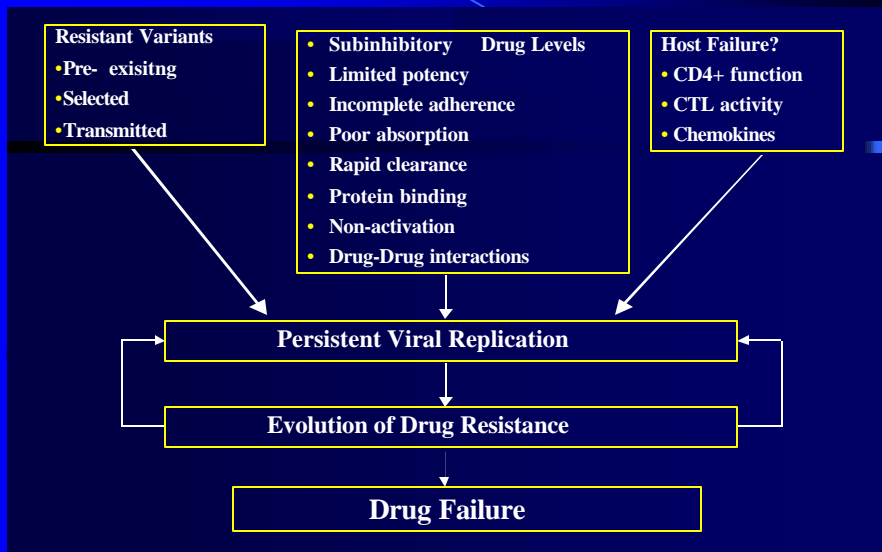 Resistant Variants
•Pre- exisitng
•Selected
•Transmitted
• Subinhibitory Drug Levels
• Limited potency
• Incomplete adherence
• Poor absorption
• Rapid clearance
• Protein binding
• Non-activation
• Drug-Drug interactions
Host Failure?
• CD4+ function
• CTL activity
• Chemokines
Persistent Viral Replication
Evolution of Drug Resistance
Drug Failure